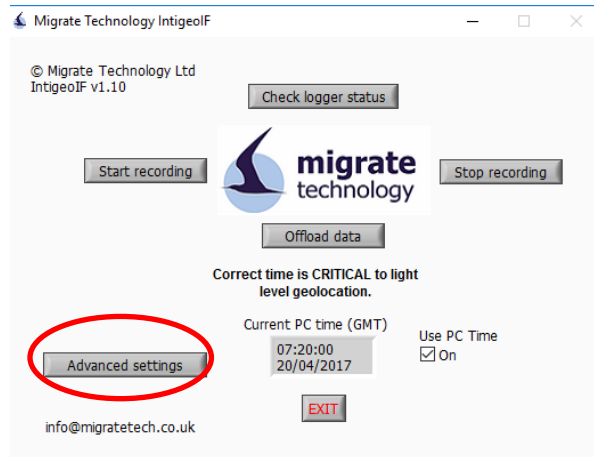 Migrate Technology IntigeoIF
© Migrate Technology Ltd
IntigeoIF v1.10
Check logger status
Start recording
migrate
technology
Stop recording
Offload data
Correct time is CRITICAL to light
level geolocation.
Current PC time (GMT)
07:20:00
20/04/2017
Use PC Time
On
Advanced settings
EXIT
info@migratetech.co.uk